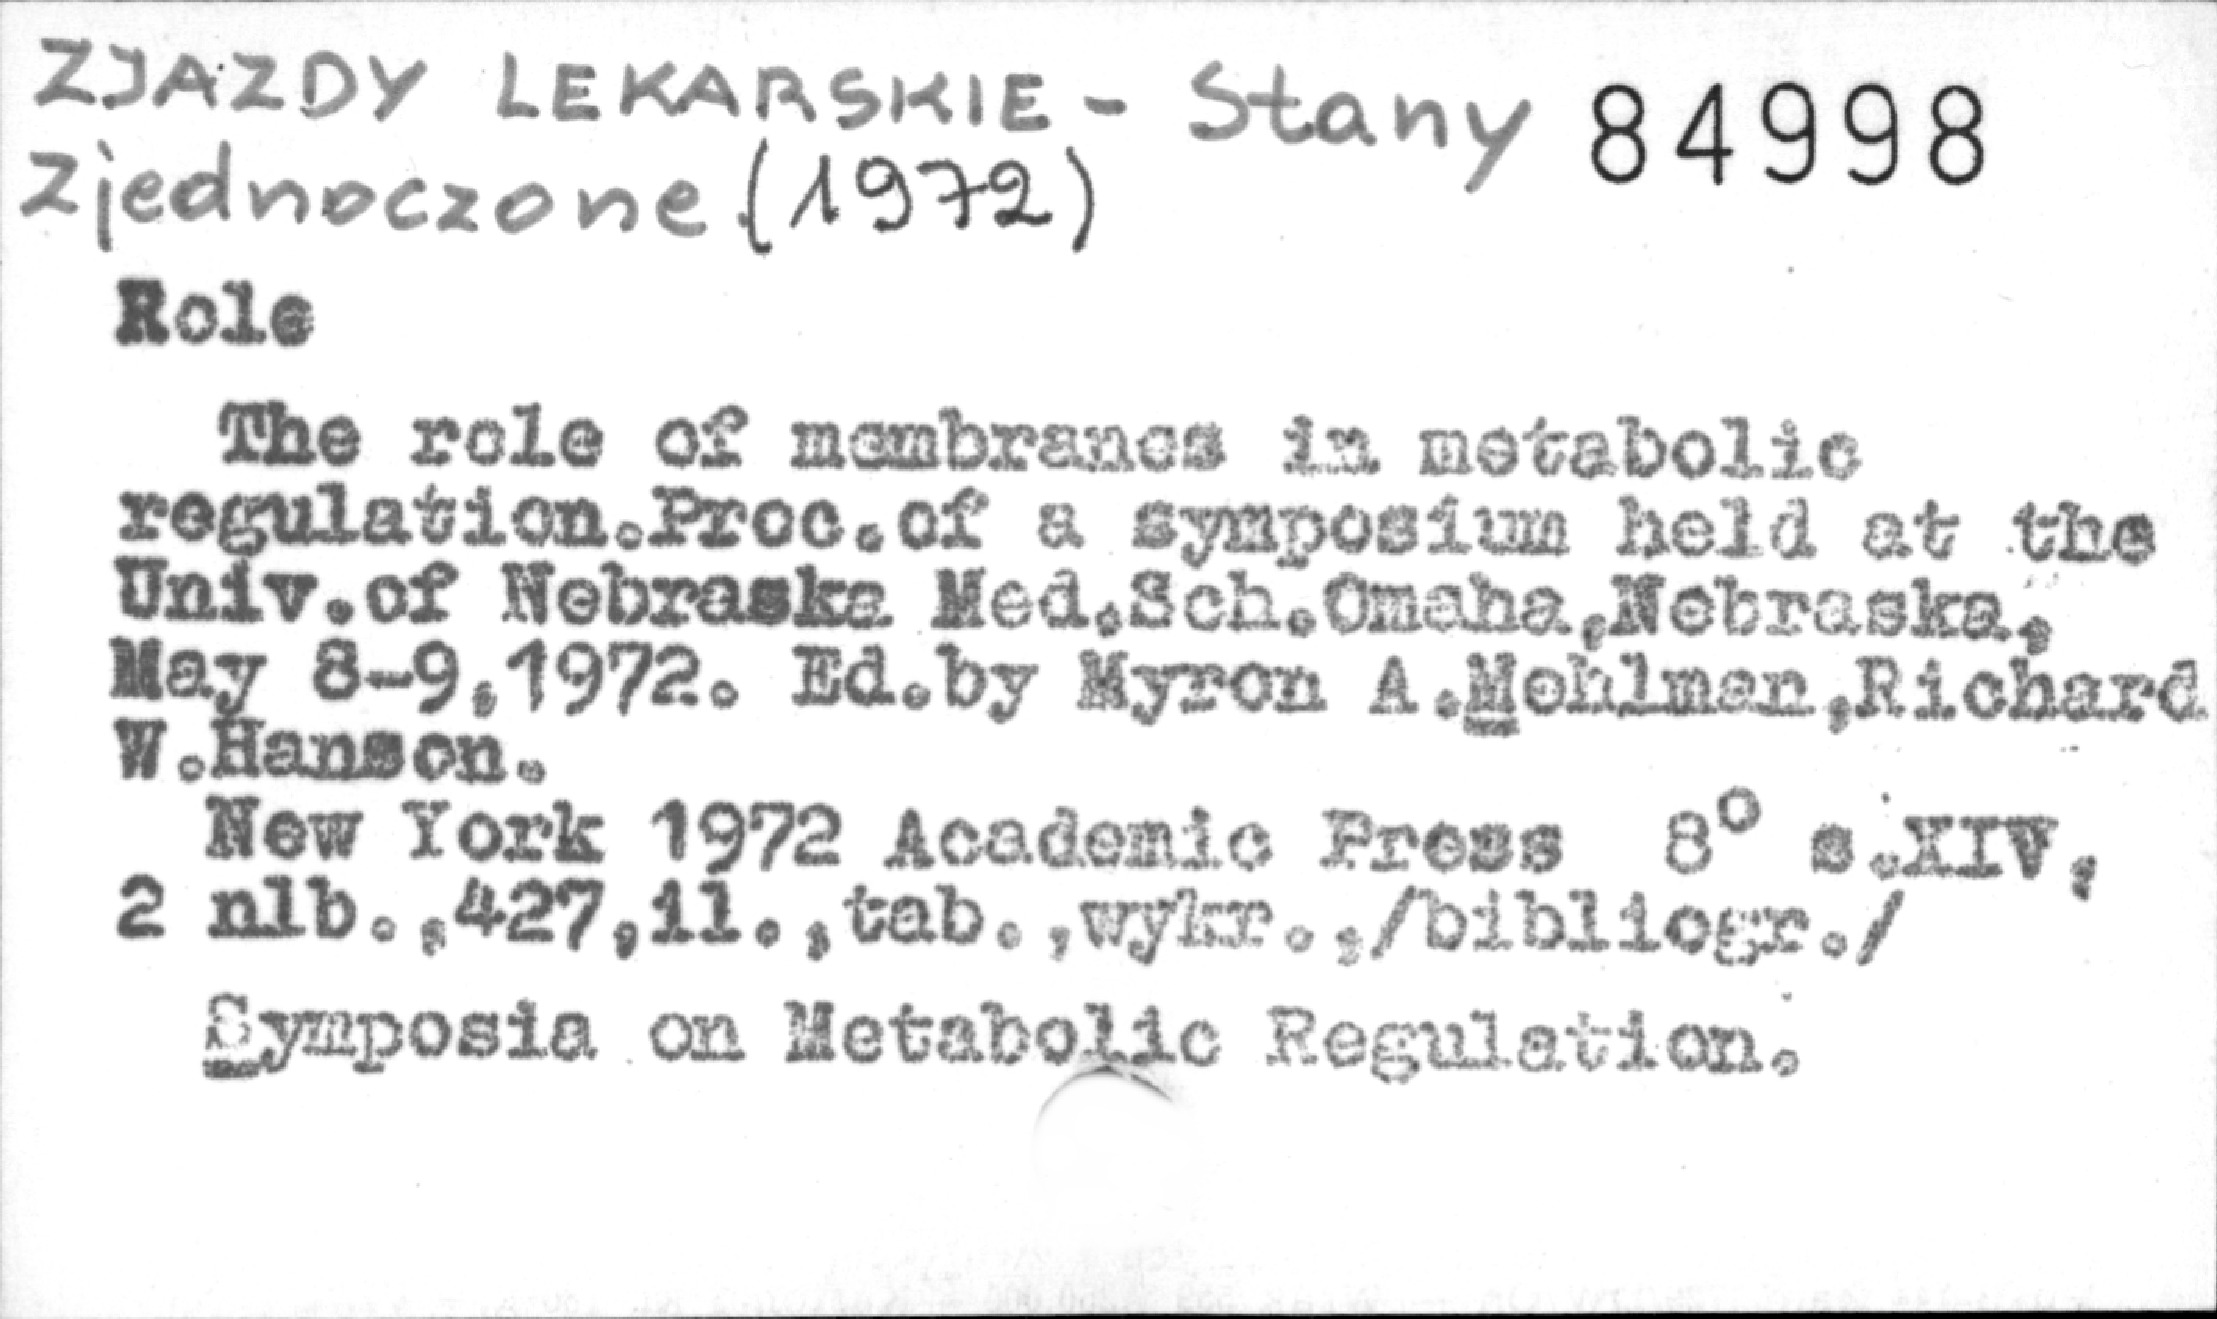 ZJAZDY LEKARSKIE - Stany 84998
Zjednoczone (1972)
Role
The role of membranes in metabolic
regulation.Proc.of a symposium held at the
Univ.of Nebraska Med.Sch.Omaha,Nebraska,
May 8-9,1972. Ed.by Myron A.Mehlman,Richard
W.Hanson.
New York 1972 Academic Press 8° s.XIV,
2 nlb.,427,il.,tab.,wykr.,/bibliogr./
Symposia on Metabolic Regulation.